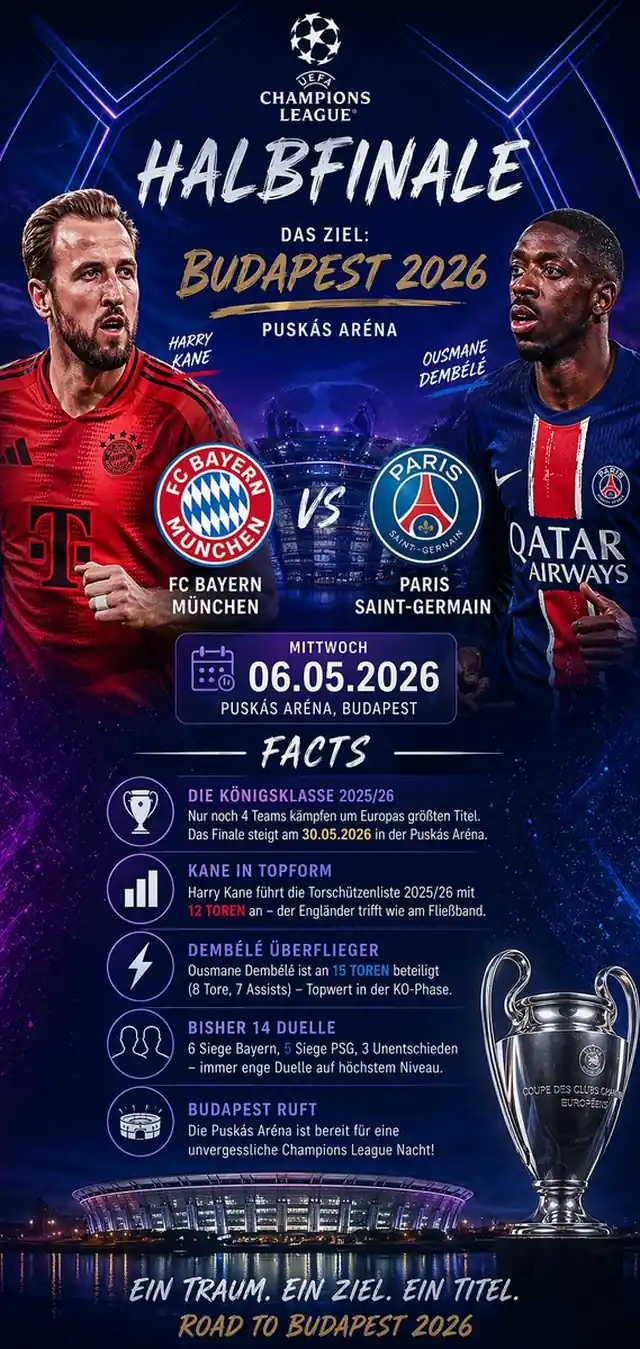 UEFA
CHAMPIONS
LEAGUE®
HALBFINALE
DAS ZIEL:
BUDAPEST 2026
PUSKÁS ARÉNA
HARRY
KANE
OUSMANE
DEMBÉLÉ
FC BAYERN
MÜNCHEN
VS
PARIS
SAINT-GERMAIN
T
QATAR
AIRWAYS
FC BAYERN
MÜNCHEN
PARIS
SAINT-GERMAIN
MITTWOCH
06.05.2026
PUSKÁS ARÉNA, BUDAPEST
FACTS
DIE KÖNIGSKLASSE 2025/26
Nur noch 4 Teams kämpfen um Europas größten Titel.
Das Finale steigt am 30.05.2026 in der Puskás Aréna.
KANE IN TOPFORM
Harry Kane führt die Torschützenliste 2025/26 mit
12 TOREN an – der Engländer trifft wie am Fließband.
DEMBÉLÉ ÜBERFLIEGER
Ousmane Dembélé ist an 15 TOREN beteiligt
(8 Tore, 7 Assists) – Topwert in der KO-Phase.
BISHER 14 DUELLE
6 Siege Bayern, 5 Siege PSG, 3 Unentschieden
– immer enge Duelle auf höchstem Niveau.
BUDAPEST RUFT
Die Puskás Aréna ist bereit für eine
unvergessliche Champions League Nacht!
COUPE DES CLUBS
EUROPÉENS
EIN TRAUM. EIN ZIEL. EIN TITEL.
ROAD TO BUDAPEST 2026